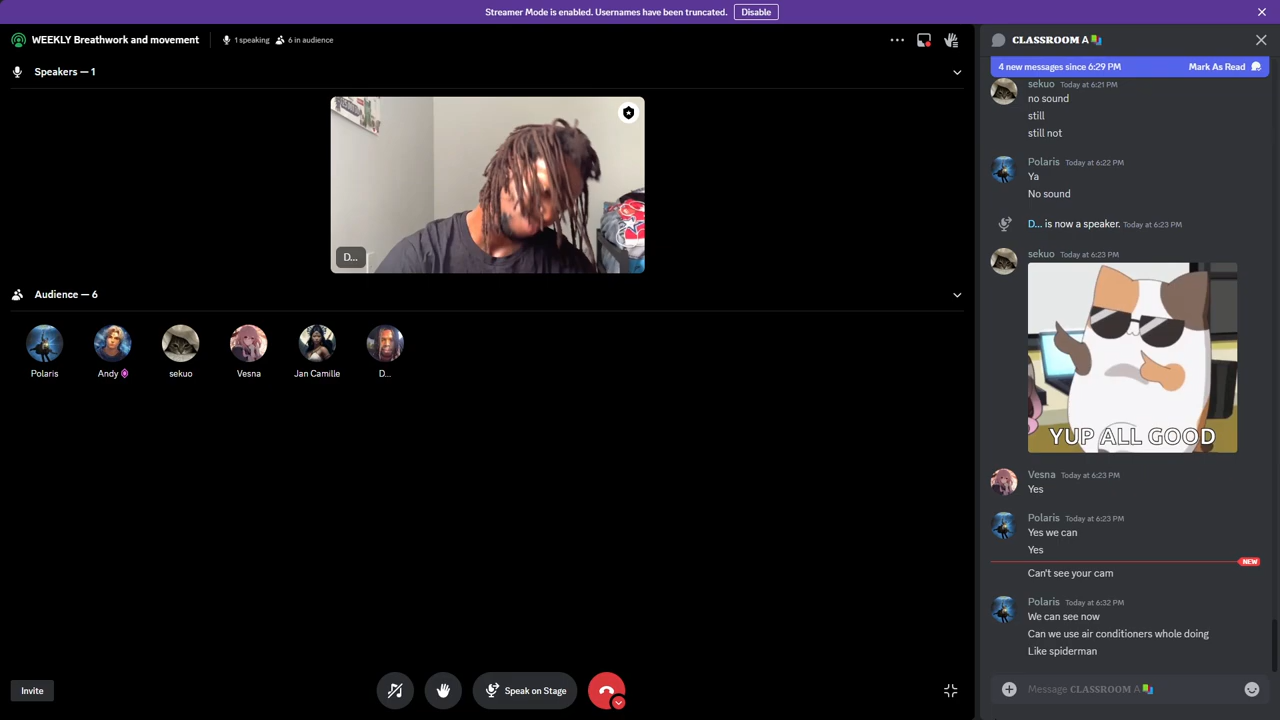 Streamer Mode is enabled. Usernames have been truncated.
Disable
WEEKLY Breathwork and movement
1 speaking
6 in audience
Speakers — 1
D...
Audience — 6
Polaris
Andy
sekuo
Vesna
Jan Camille
D...
Invite
Speak on Stage
CLASSROOM A
4 new messages since 6:29 PM
Mark As Read
sekuo Today at 6:21 PM
no sound
still
still not
Polaris Today at 6:22 PM
Ya
No sound
D... is now a speaker. Today at 6:23 PM
sekuo Today at 6:23 PM
YUP ALL GOOD
Vesna Today at 6:23 PM
Yes
Polaris Today at 6:23 PM
Yes we can
Yes
NEW
Can't see your cam
Polaris Today at 6:32 PM
We can see now
Can we use air conditioners whole doing
Like spiderman
Message CLASSROOM A